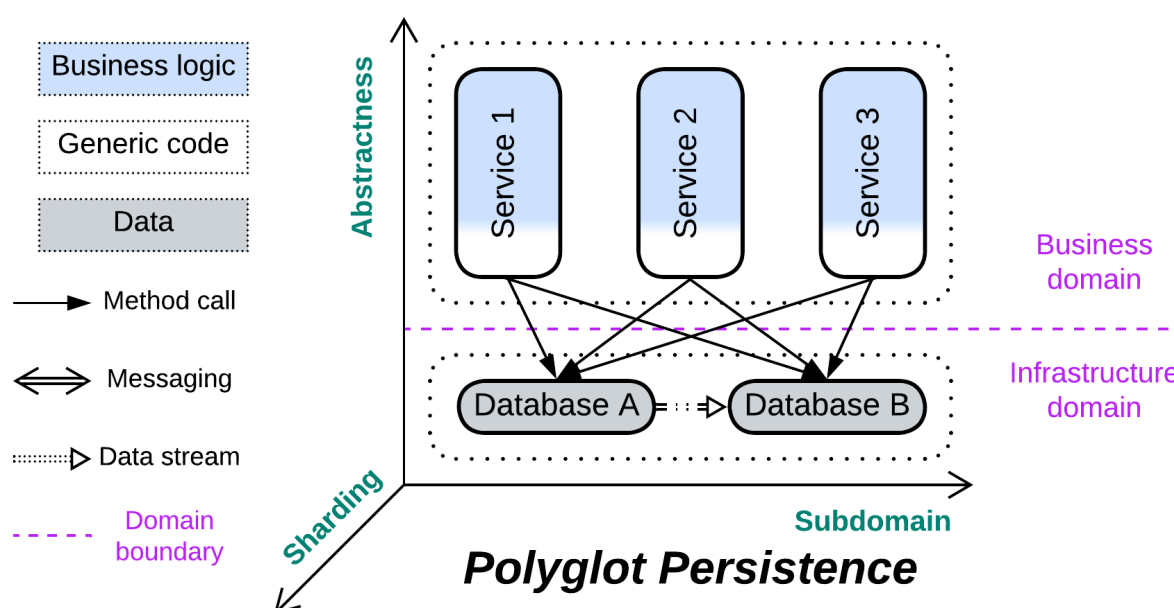 Business logic
Generic code
Data
Method call
Messaging
Data stream
Domain
boundary
Abstractness
Service 1
Service 2
Service 3
Business
domain
Infrastructure
domain
Database A
Database B
Sharding
Subdomain
Polyglot Persistence